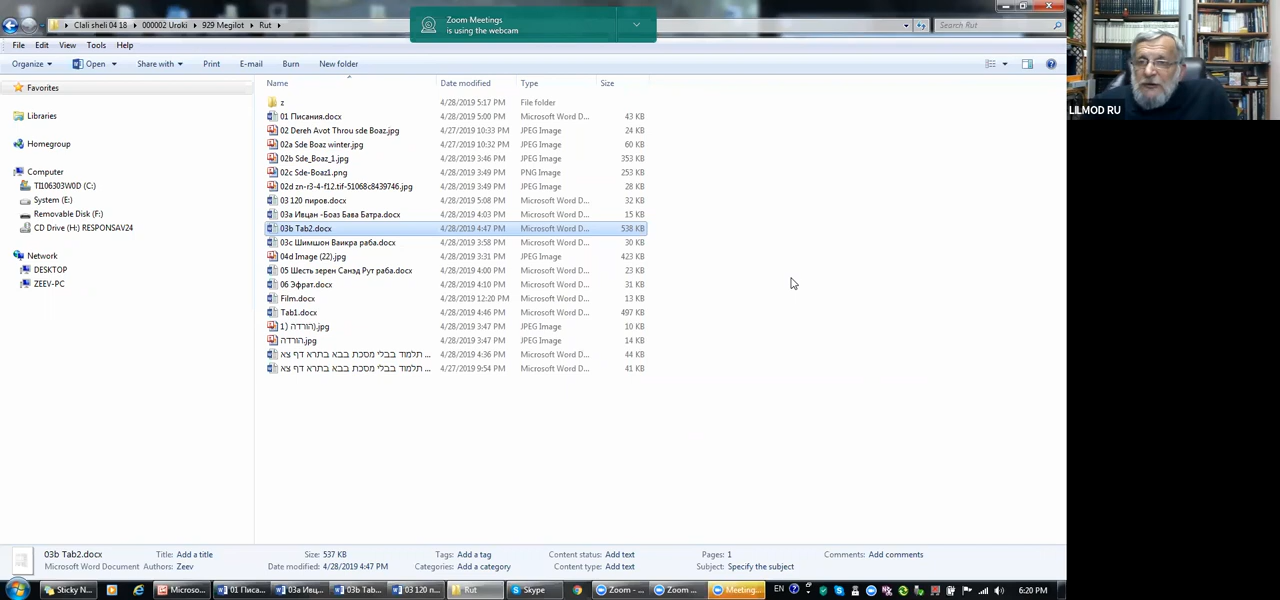 Clali sheli 04 18 ▸ 000002 Uroki ▸ 929 Megilot ▸ Rut ▸
Zoom Meetings
is using the webcam
Search Rut
File Edit View Tools Help
Organize Open Share with Print E-mail Burn New folder
Name Date modified Type Size
Favorites
Libraries
Homegroup
Computer
TI106303W0D (C:)
System (E:)
Removable Disk (F:)
CD Drive (H:) RESPONSAV24
Network
DESKTOP
ZEEV-PC
z 4/28/2019 5:17 PM File folder
01 Писания.docx 4/28/2019 5:00 PM Microsoft Word D... 43 KB
02 Dereh Avot Throu sde Boaz.jpg 4/27/2019 10:33 PM JPEG Image 24 KB
02a Sde Boaz winter.jpg 4/27/2019 10:32 PM JPEG Image 60 KB
02b Sde_Boaz_1.jpg 4/28/2019 3:46 PM JPEG Image 353 KB
02c Sde-Boaz1.png 4/28/2019 3:49 PM PNG Image 253 KB
02d zn-r3-4-f12.tif-51068c8439746.jpg 4/28/2019 3:49 PM JPEG Image 28 KB
03 120 пиров.docx 4/28/2019 5:08 PM Microsoft Word D... 32 KB
03a Ивцан -Боаз Бава Батра.docx 4/28/2019 4:03 PM Microsoft Word D... 15 KB
03b Tab2.docx 4/28/2019 4:47 PM Microsoft Word D... 538 KB
03c Шимшон Ваикра раба.docx 4/28/2019 3:58 PM Microsoft Word D... 30 KB
04d Image (22).jpg 4/28/2019 3:31 PM JPEG Image 423 KB
05 Шесть зерен Санэд Рут раба.docx 4/28/2019 4:00 PM Microsoft Word D... 23 KB
06 Эфрат.docx 4/28/2019 4:10 PM Microsoft Word D... 31 KB
Film.docx 4/28/2019 12:20 PM Microsoft Word D... 13 KB
Tab1.docx 4/28/2019 4:46 PM Microsoft Word D... 497 KB
הורדה (1).jpg 4/28/2019 3:47 PM JPEG Image 10 KB
הורדה.jpg 4/28/2019 3:47 PM JPEG Image 14 KB
תלמוד בבלי מסכת בבא בתרא דף צא ... 4/28/2019 4:36 PM Microsoft Word D... 44 KB
תלמוד בבלי מסכת בבא בתרא דף צא ... 4/27/2019 9:54 PM Microsoft Word D... 41 KB
LILMOD RU
03b Tab2.docx Title: Add a title Size: 537 KB Tags: Add a tag Content status: Add text Pages: 1 Comments: Add comments
Microsoft Word Document Authors: Zeev Date modified: 4/28/2019 4:47 PM Categories: Add a category Content type: Add text Subject: Specify the subject
Sticky N... Microso... 01 Писа... 03a Ивц... 03b Tab... 03 120 п... Rut Skype Zoom - ... Zoom ... Meeting... EN 6:20 PM